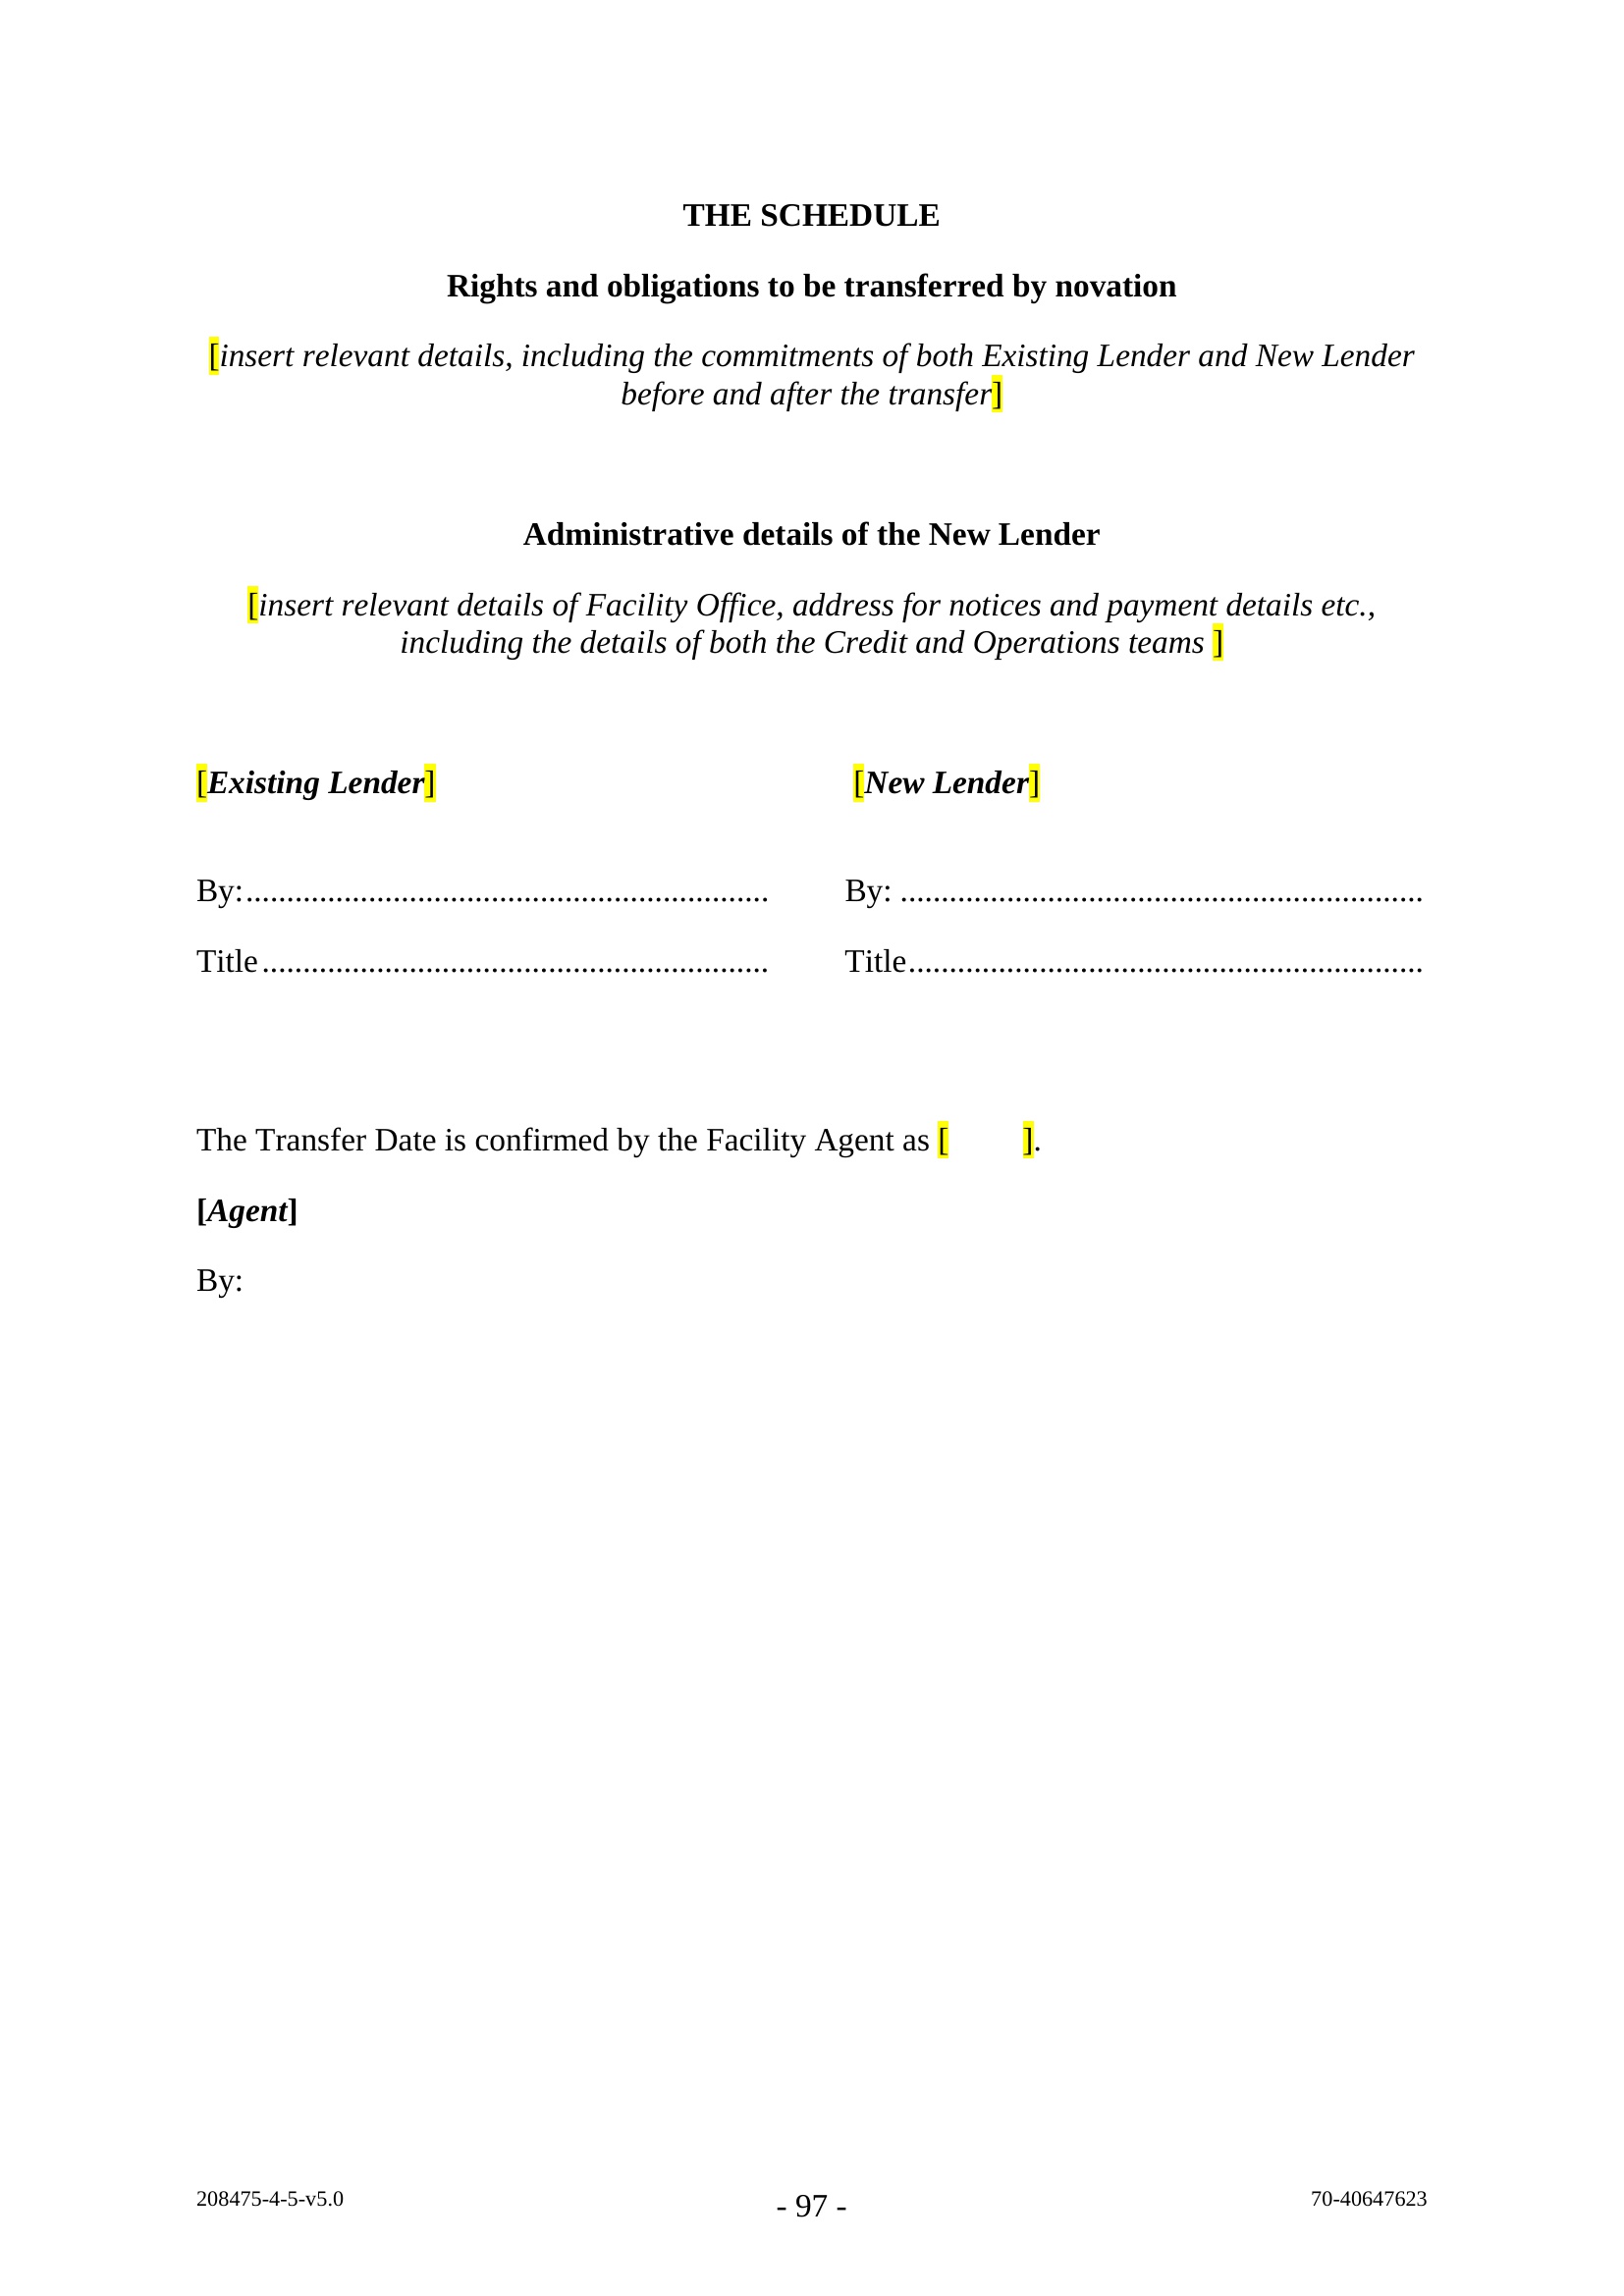 THE SCHEDULE
Rights and obligations to be transferred by novation
[insert relevant details, including the commitments of both Existing Lender and New Lender
before and after the transfer]
Administrative details of the New Lender
[insert relevant details of Facility Office, address for notices and payment details etc.,
including the details of both the Credit and Operations teams ]
[Existing Lender] [New Lender]
By:................................................................ By: ................................................................
Title.............................................................. Title...............................................................
The Transfer Date is confirmed by the Facility Agent as [ ].
[Agent]
By:
208475-4-5-v5.0 - 97 - 70-40647623